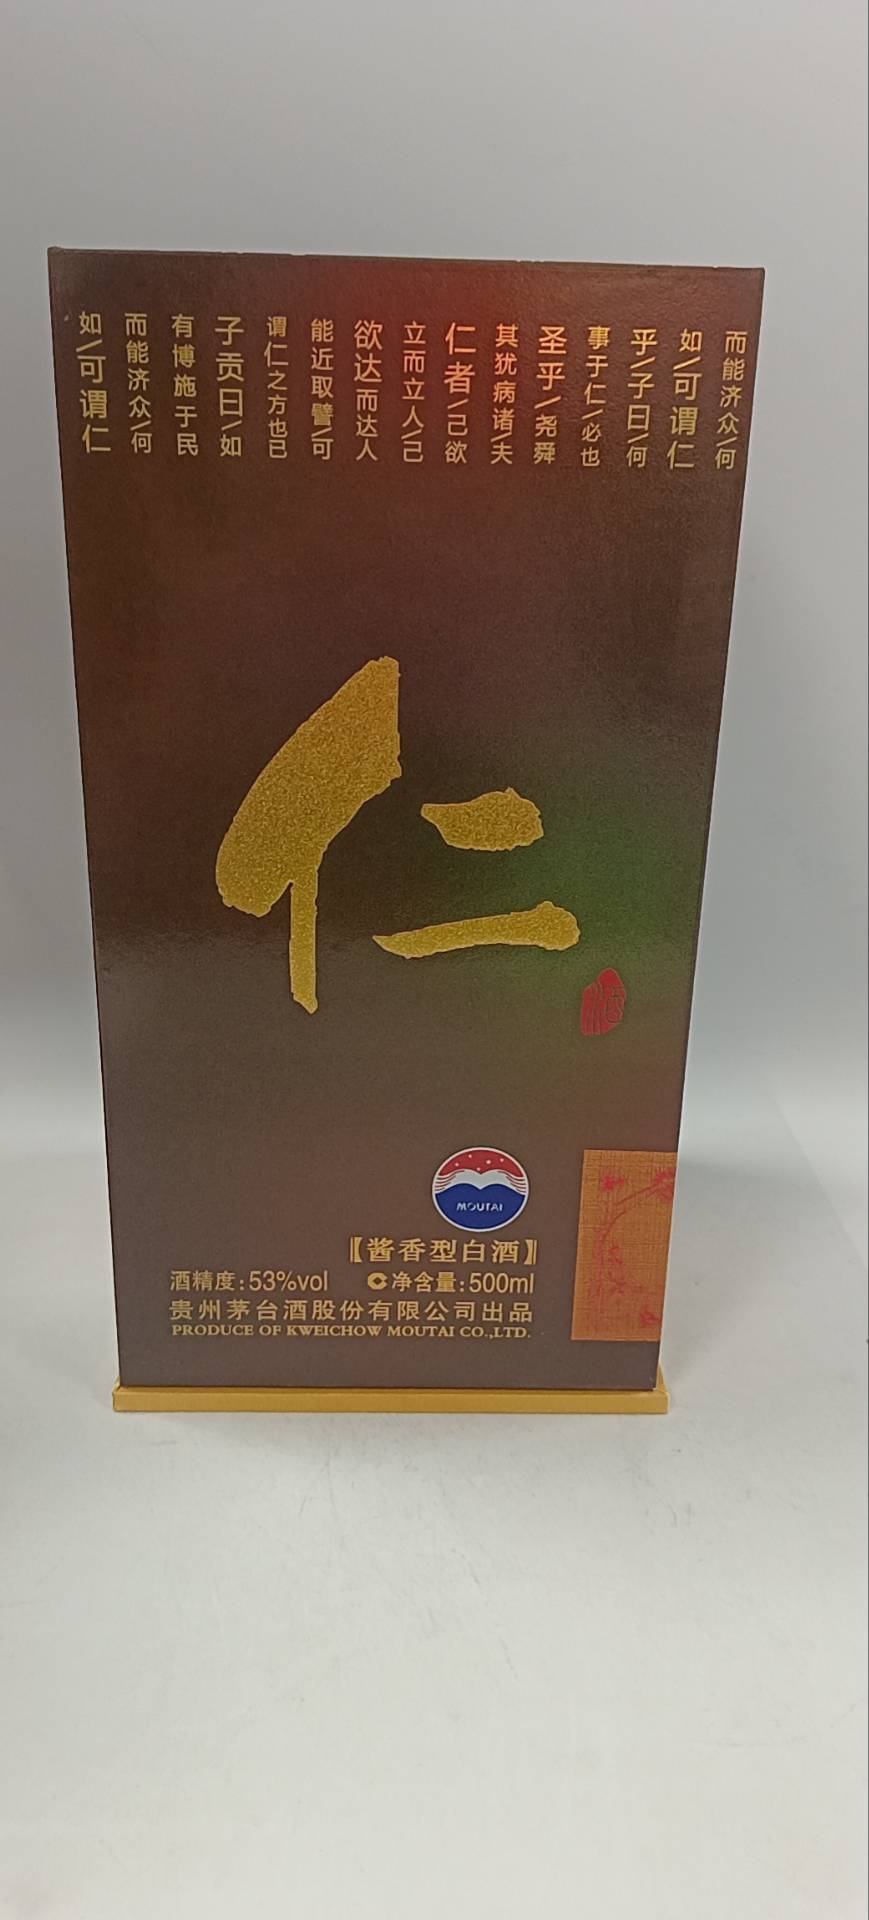 而能济众/何
如/可谓仁
乎/子曰/何
事于仁/必也
圣乎/尧舜
其犹病诸/夫
仁者/己欲
立而立人/己
欲达而达人
能近取譬/可
谓仁之方也已
子贡曰/如
有博施于民
而能济众/何
如/可谓仁
仁
酒
MOUTAI
【酱香型白酒】
酒精度:53%vol 净含量:500ml
贵州茅台酒股份有限公司出品
PRODUCE OF KWEICHOW MOUTAI CO.,LTD.